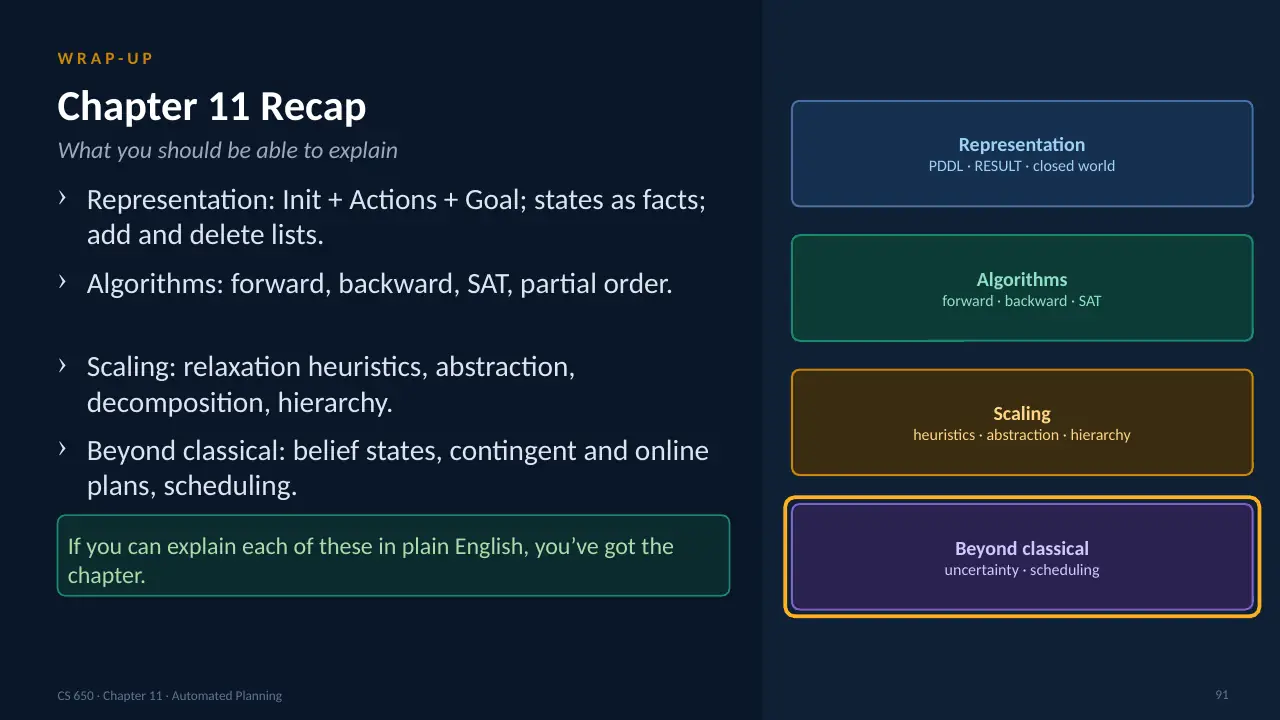 WRAP-UP
Chapter 11 Recap
What you should be able to explain
› Representation: Init + Actions + Goal; states as facts;
add and delete lists.
› Algorithms: forward, backward, SAT, partial order.
› Scaling: relaxation heuristics, abstraction,
decomposition, hierarchy.
› Beyond classical: belief states, contingent and online
plans, scheduling.
If you can explain each of these in plain English, you’ve got the
chapter.
Representation
PDDL · RESULT · closed world
Algorithms
forward · backward · SAT
Scaling
heuristics · abstraction · hierarchy
Beyond classical
uncertainty · scheduling
CS 650 · Chapter 11 · Automated Planning
91